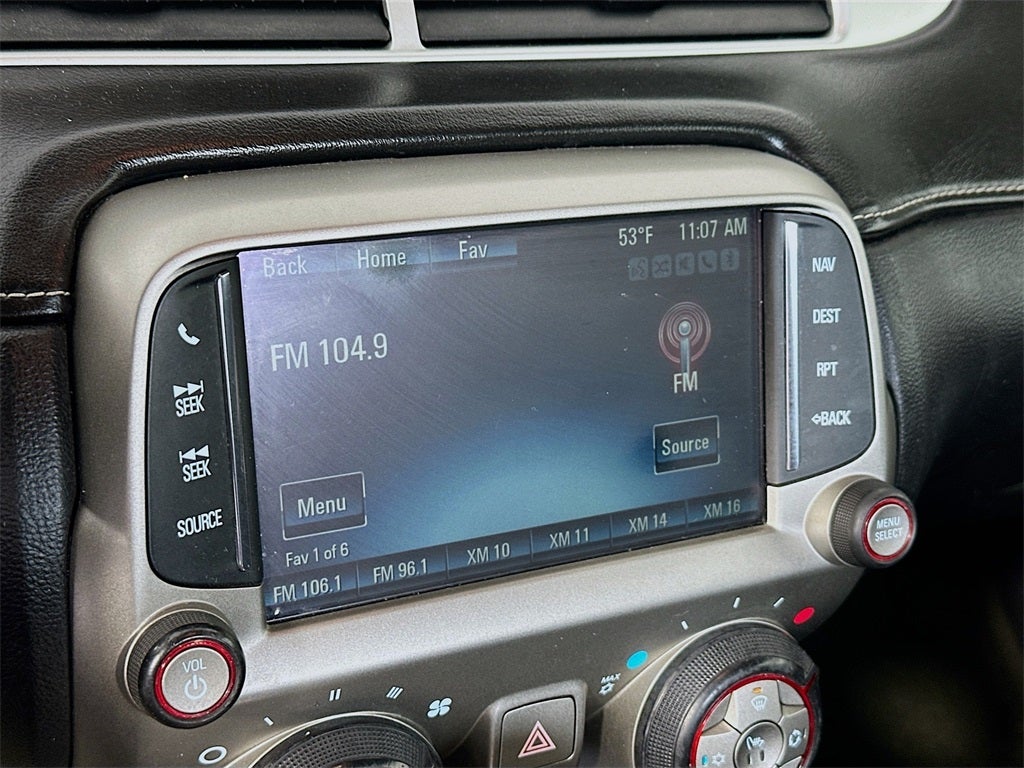 Back Home Fav 53°F 11:07 AM
FM 104.9
FM
Source
Menu
Fav 1 of 6
FM 106.1 FM 96.1 XM 10 XM 11 XM 14 XM 16
SEEK
SEEK
SOURCE
NAV
DEST
RPT
BACK
MENU
SELECT
VOL
MAX